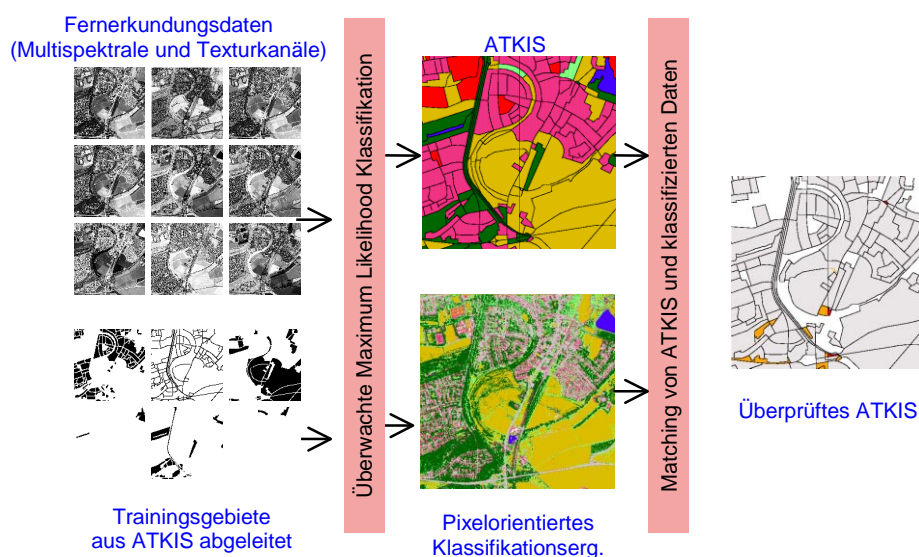 Fernerkundungsdaten
(Multispektrale und Texturkanäle)
Überwachte Maximum Likelihood Klassifikation
ATKIS
Matching von ATKIS und klassifizierten Daten
Überprüftes ATKIS
Trainingsgebiete
aus ATKIS abgeleitet
Pixelorientiertes
Klassifikationserg.